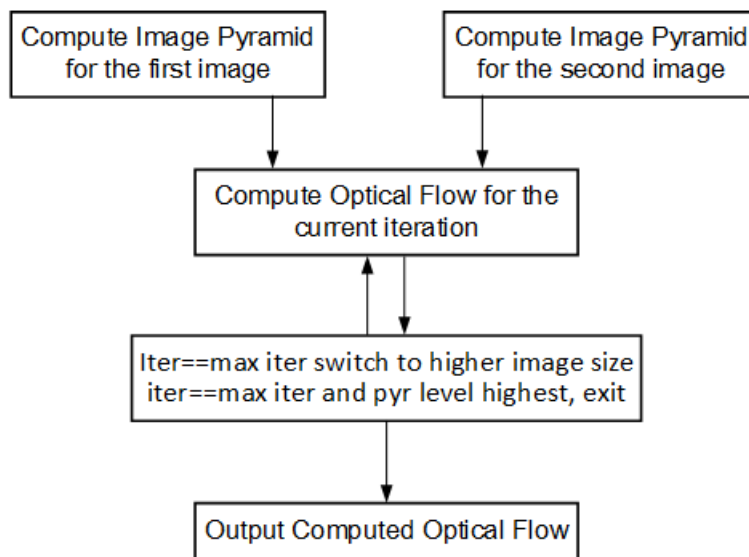 Compute Image Pyramid
for the first image
Compute Image Pyramid
for the second image
Compute Optical Flow for the
current iteration
Iter==max iter switch to higher image size
iter==max iter and pyr level highest, exit
Output Computed Optical Flow